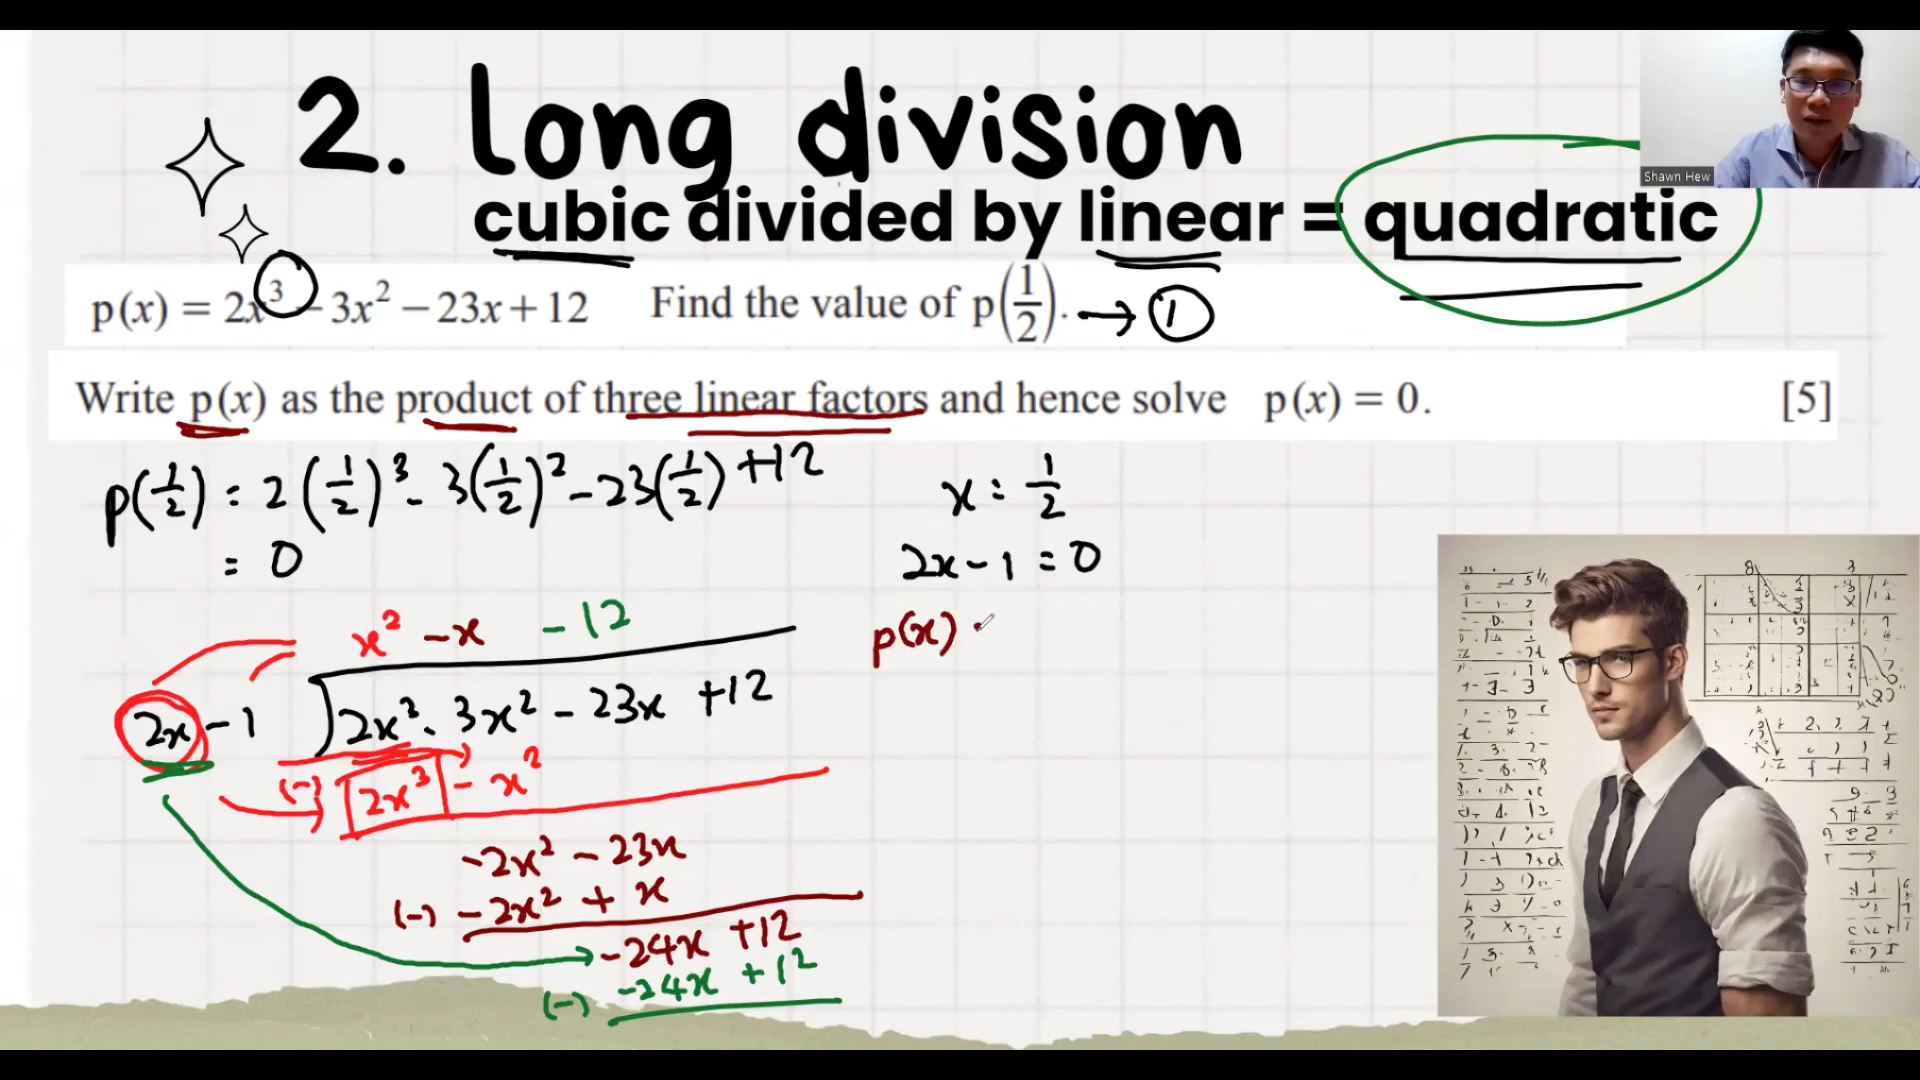 2. Long division
cubic divided by linear = quadratic
Shawn Hew
p(x) = 2x³ − 3x² − 23x + 12 Find the value of p(1/2). → ①
Write p(x) as the product of three linear factors and hence solve p(x) = 0. [5]
p(1/2) = 2(1/2)³ - 3(1/2)² - 23(1/2) + 12
= 0
x = 1/2
2x - 1 = 0
p(x)
x² - x - 12
2x - 1 2x³ - 3x² - 23x + 12
(-) 2x³ - x²
-2x² - 23x
(-) -2x² + x
-24x + 12
(-) -24x + 12